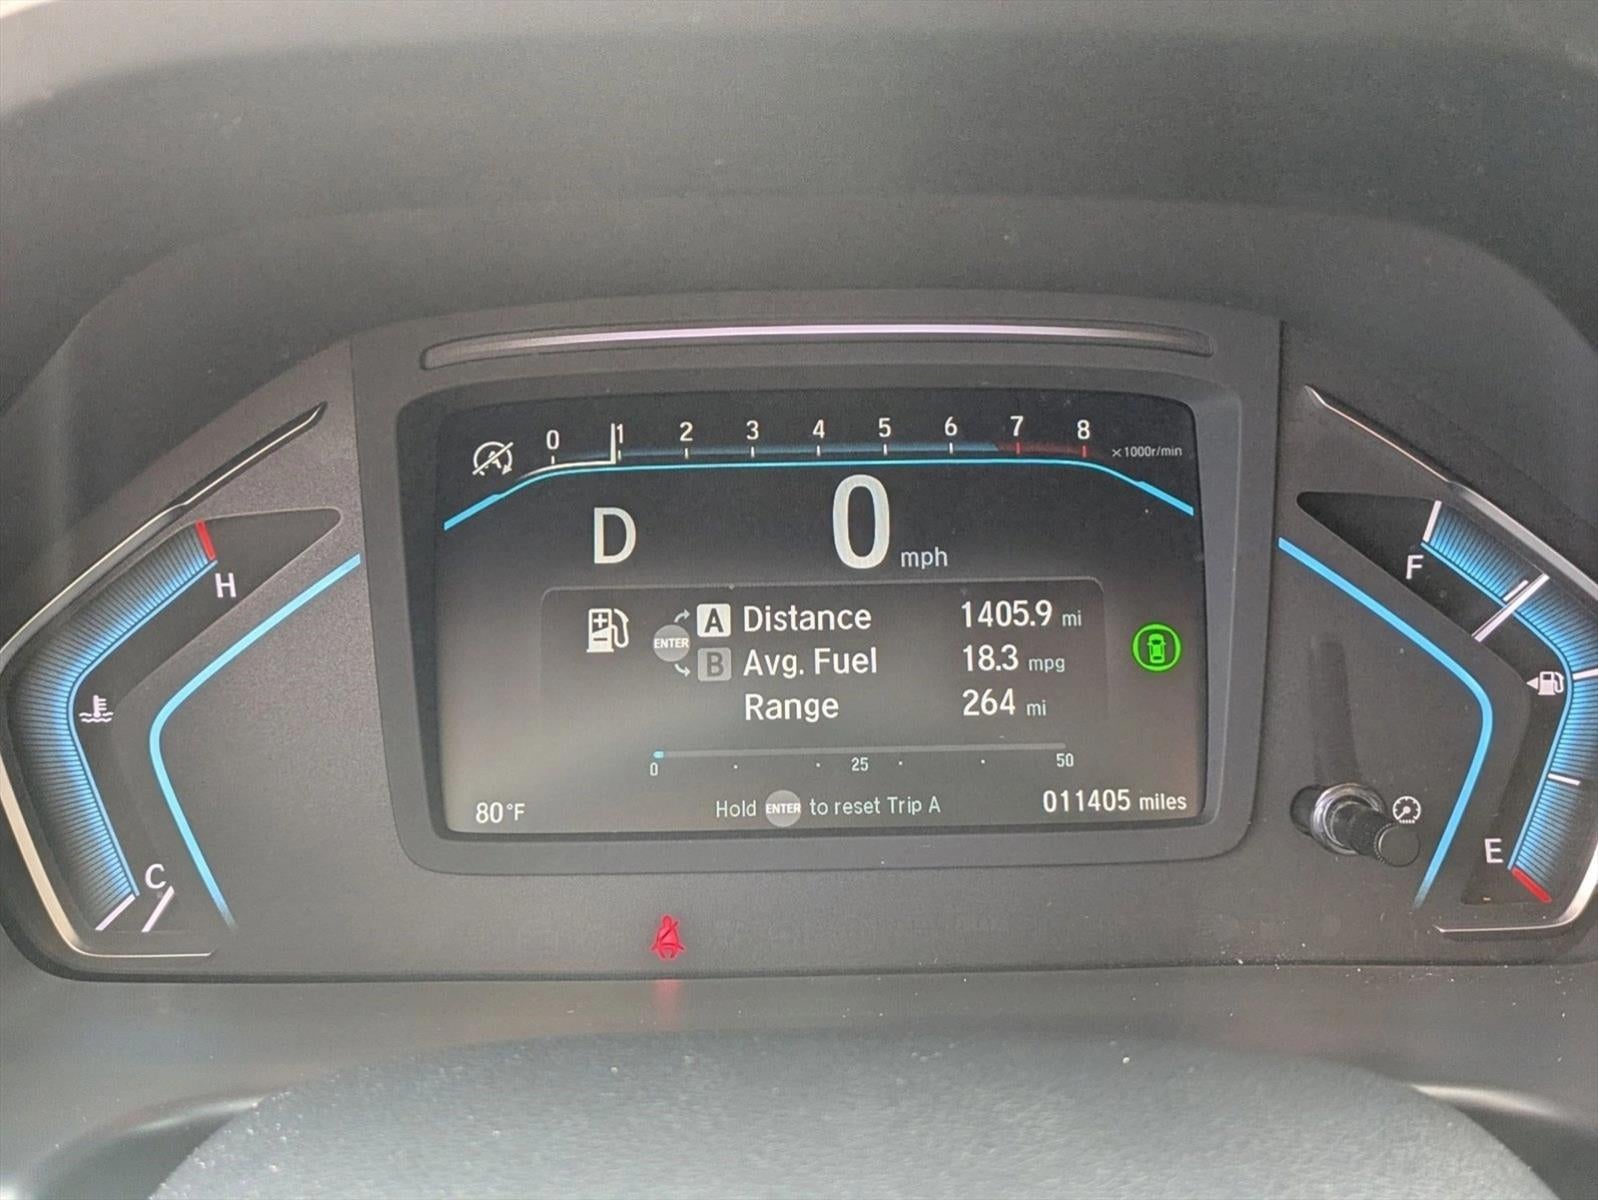 0 1 2 3 4 5 6 7 8 ×1000r/min
A
D 0 mph
H
F
A Distance 1405.9 mi
ENTER
B Avg. Fuel 18.3 mpg
Range 264 mi
0 25 50
80°F Hold ENTER to reset Trip A 011405 miles
C
E